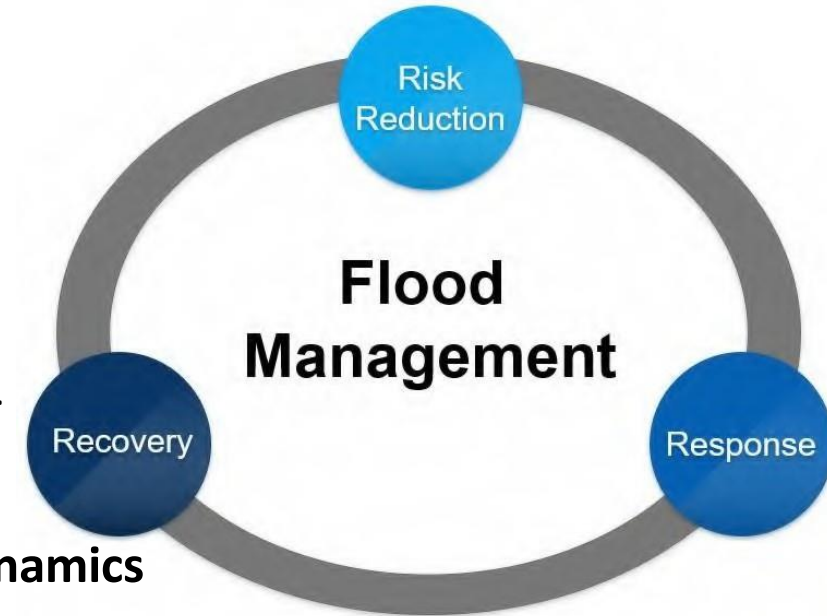 Risk
Reduction
Flood
Management
.
Recovery
Response
namics